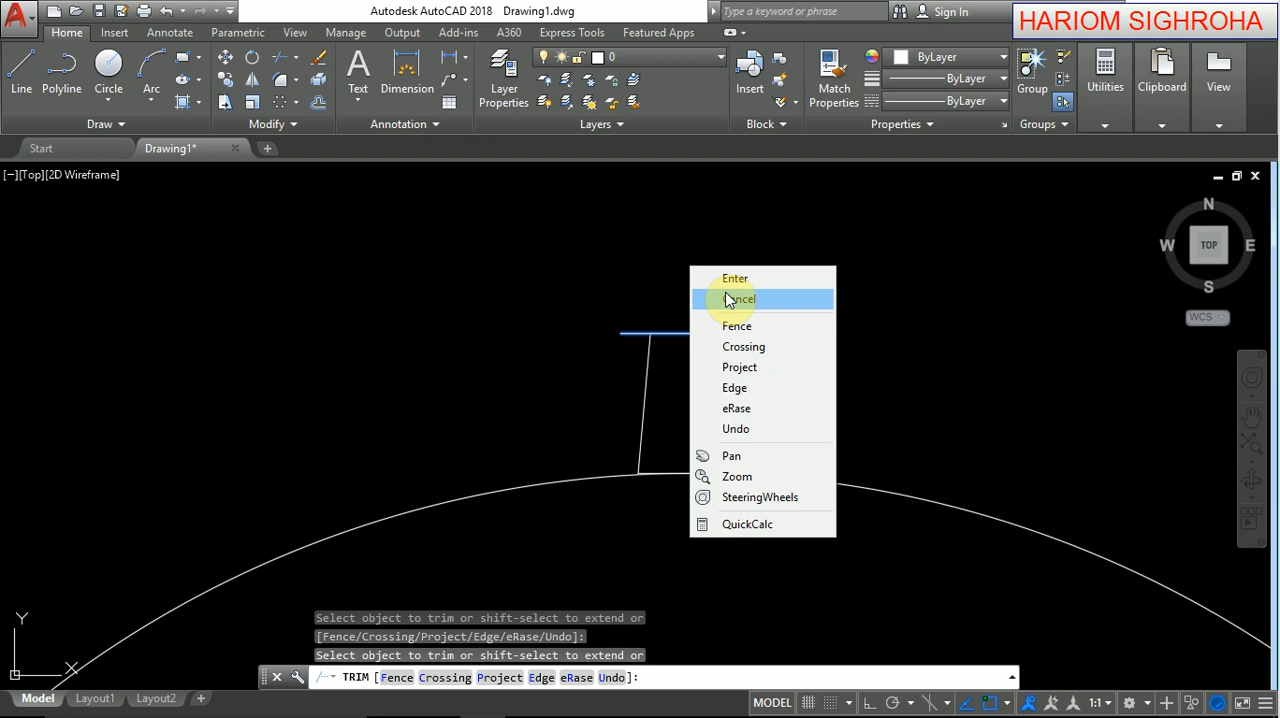 Autodesk AutoCAD 2018 Drawing1.dwg
Type a keyword or phrase
Sign In
HARIOM SIGHROHA
Home Insert Annotate Parametric View Manage Output Add-ins A360 Express Tools Featured Apps
0
ByLayer
ByLayer
ByLayer
Line Polyline Circle Arc
Text Dimension
Layer Properties
Insert
Match Properties
Group
Utilities
Clipboard
View
Draw Modify Annotation Layers Block Properties Groups
Start Drawing1*
[−][Top][2D Wireframe]
N
W TOP E
S
WCS
Enter
Cancel
Fence
Crossing
Project
Edge
eRase
Undo
Pan
Zoom
SteeringWheels
QuickCalc
Y
X
Select object to trim or shift-select to extend or
[Fence/Crossing/Project/Edge/eRase/Undo]:
Select object to trim or shift-select to extend or
TRIM [Fence Crossing Project Edge eRase Undo]:
Model Layout1 Layout2 +
MODEL 1:1